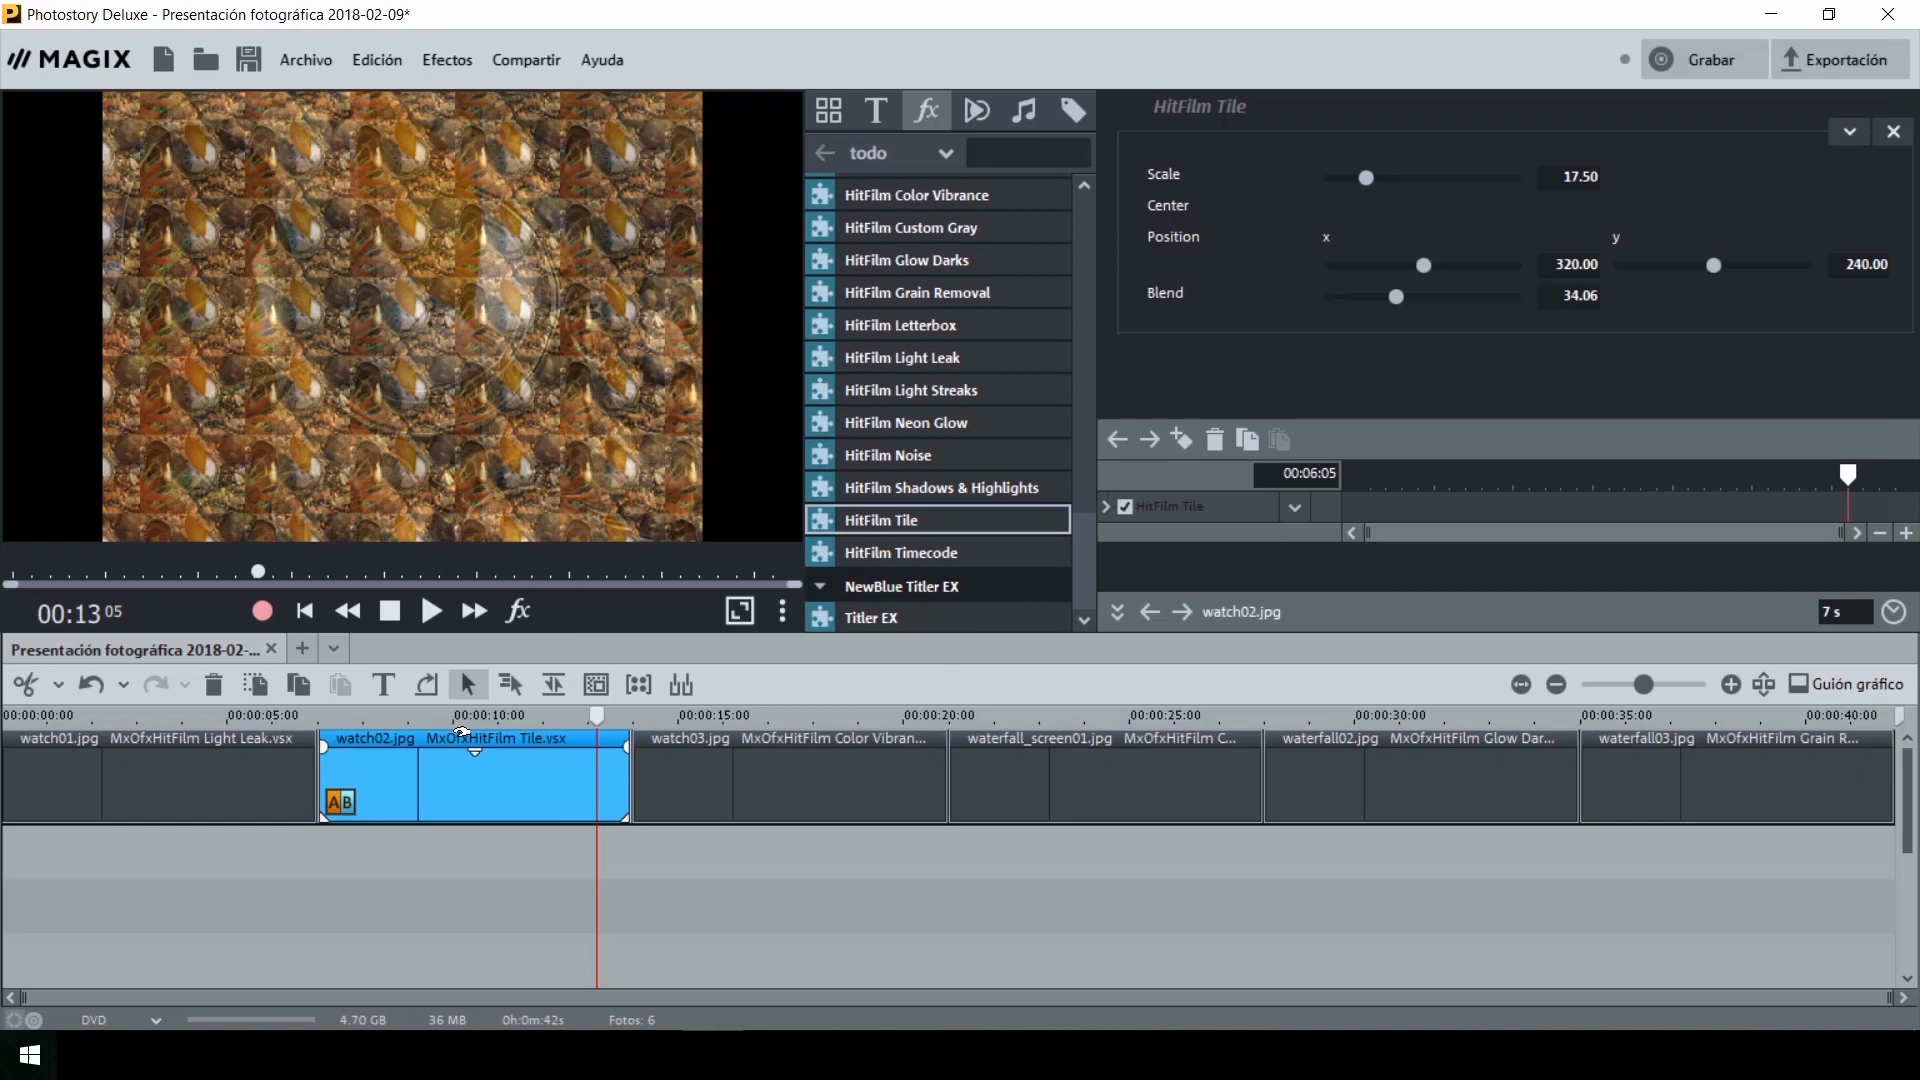 Photostory Deluxe - Presentación fotográfica 2018-02-09*
MAGIX
Archivo Edición Efectos Compartir Ayuda
Grabar
Exportación
T fx
todo
HitFilm Color Vibrance
HitFilm Custom Gray
HitFilm Glow Darks
HitFilm Grain Removal
HitFilm Letterbox
HitFilm Light Leak
HitFilm Light Streaks
HitFilm Neon Glow
HitFilm Noise
HitFilm Shadows & Highlights
HitFilm Tile
HitFilm Timecode
NewBlue Titler EX
Titler EX
HitFilm Tile
Scale 17.50
Center
Position x y
320.00 240.00
Blend 34.06
00:06:05
HitFilm Tile
watch02.jpg 7 s
00:13 05 fx
Presentación fotográfica 2018-02-...
T
Guión gráfico
00:00:00:00 00:00:05:00 00:00:10:00 00:00:15:00 00:00:20:00 00:00:25:00 00:00:30:00 00:00:35:00 00:00:40:00
watch01.jpg MxOfxHitFilm Light Leak.vsx watch02.jpg MxOfxHitFilm Tile.vsx watch03.jpg MxOfxHitFilm Color Vibran... waterfall_screen01.jpg MxOfxHitFilm C... waterfall02.jpg MxOfxHitFilm Glow Dar... waterfall03.jpg MxOfxHitFilm Grain R...
AB
DVD 4.70 GB 36 MB 0h:0m:42s Fotos: 6